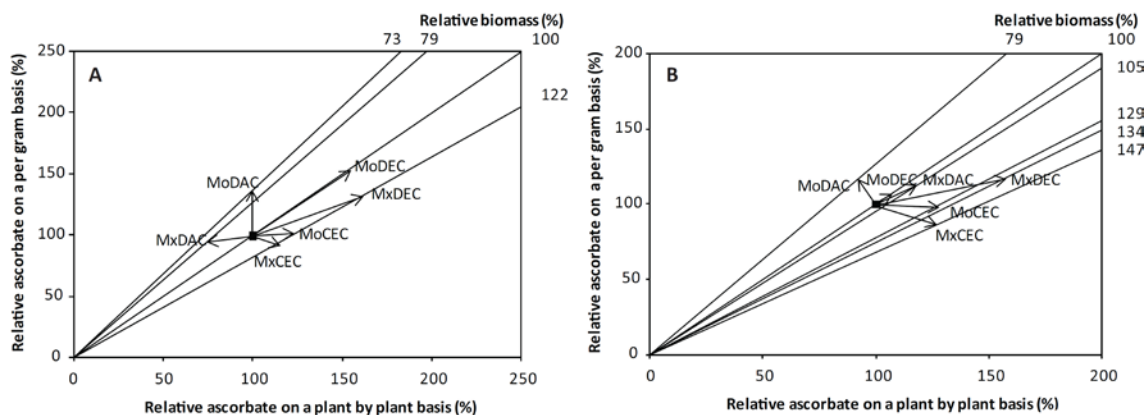 Relative biomass (%)
73 79 100
250
A
200
122
150
MoDEC
MoDAC
MxDEC
100
MxDAC
MoCEC
MxCEC
50
0
0 50 100 150 200 250
Relative ascorbate on a per gram basis (%)
Relative ascorbate on a plant by plant basis (%)
Relative biomass (%)
79 100
200
B
105
150
129
134
147
MoDAC MoDEC MxDAC MxDEC
100
MoCEC
MxCEC
50
0
0 50 100 150 200
Relative ascorbate on a per gram basis (%)
Relative ascorbate on a plant by plant basis (%)